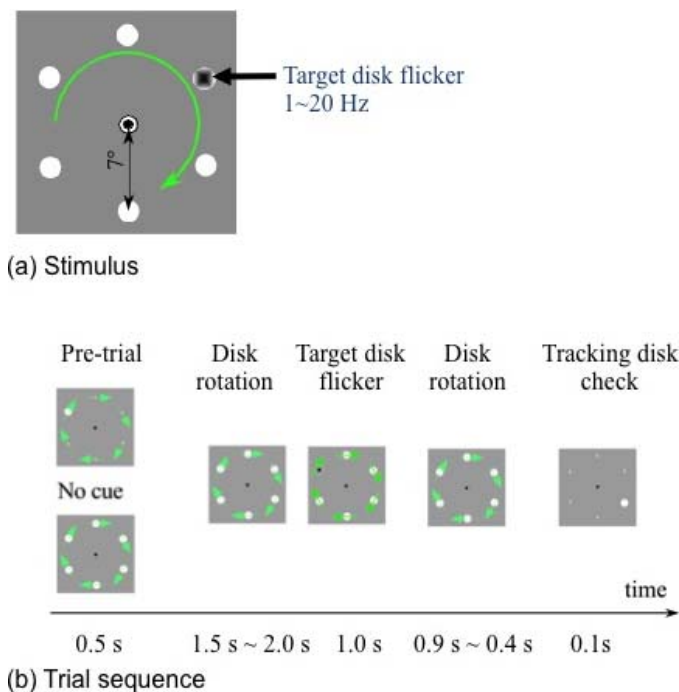 Target disk flicker
1~20 Hz
7°
(a) Stimulus
Pre-trial
Disk
rotation
Target disk
flicker
Disk
rotation
Tracking disk
check
No cue
time
0.5 s
1.5 s ~ 2.0 s
1.0 s
0.9 s ~ 0.4 s
0.1s
(b) Trial sequence